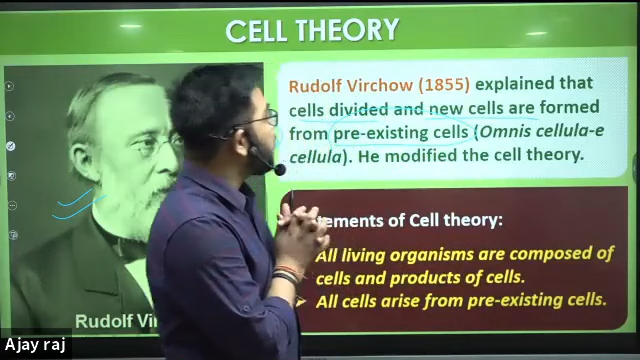 CELL THEORY
Rudolf Virchow (1855) explained that
cells divided and new cells are formed
from pre-existing cells (Omnis cellula-e
cellula). He modified the cell theory.
tements of Cell theory:
All living organisms are composed of
cells and products of cells.
All cells arise from pre-existing cells.
Rudolf Vir
Ajay raj